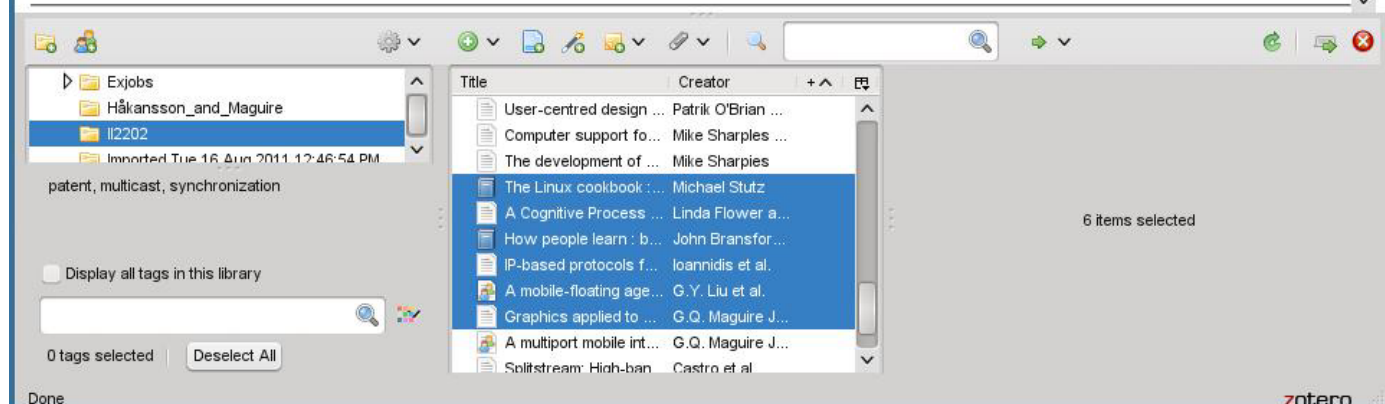 Exjobs
Håkansson_and_Maguire
II2202
Imported Tue 16 Aug 2011 12:46:54 PM
patent, multicast, synchronization
Display all tags in this library
0 tags selected
Deselect All
Title Creator
User-centred design ... Patrik O'Brian ...
Computer support fo... Mike Sharples ...
The development of ... Mike Sharpies
The Linux cookbook :... Michael Stutz
A Cognitive Process ... Linda Flower a...
How people learn : b... John Bransfor...
IP-based protocols f... Ioannidis et al.
A mobile-floating age... G.Y. Liu et al.
Graphics applied to ... G.Q. Maguire J...
A multiport mobile int... G.Q. Maguire J...
Splitstream: High-ban Castro et al
6 items selected
Done
zotero